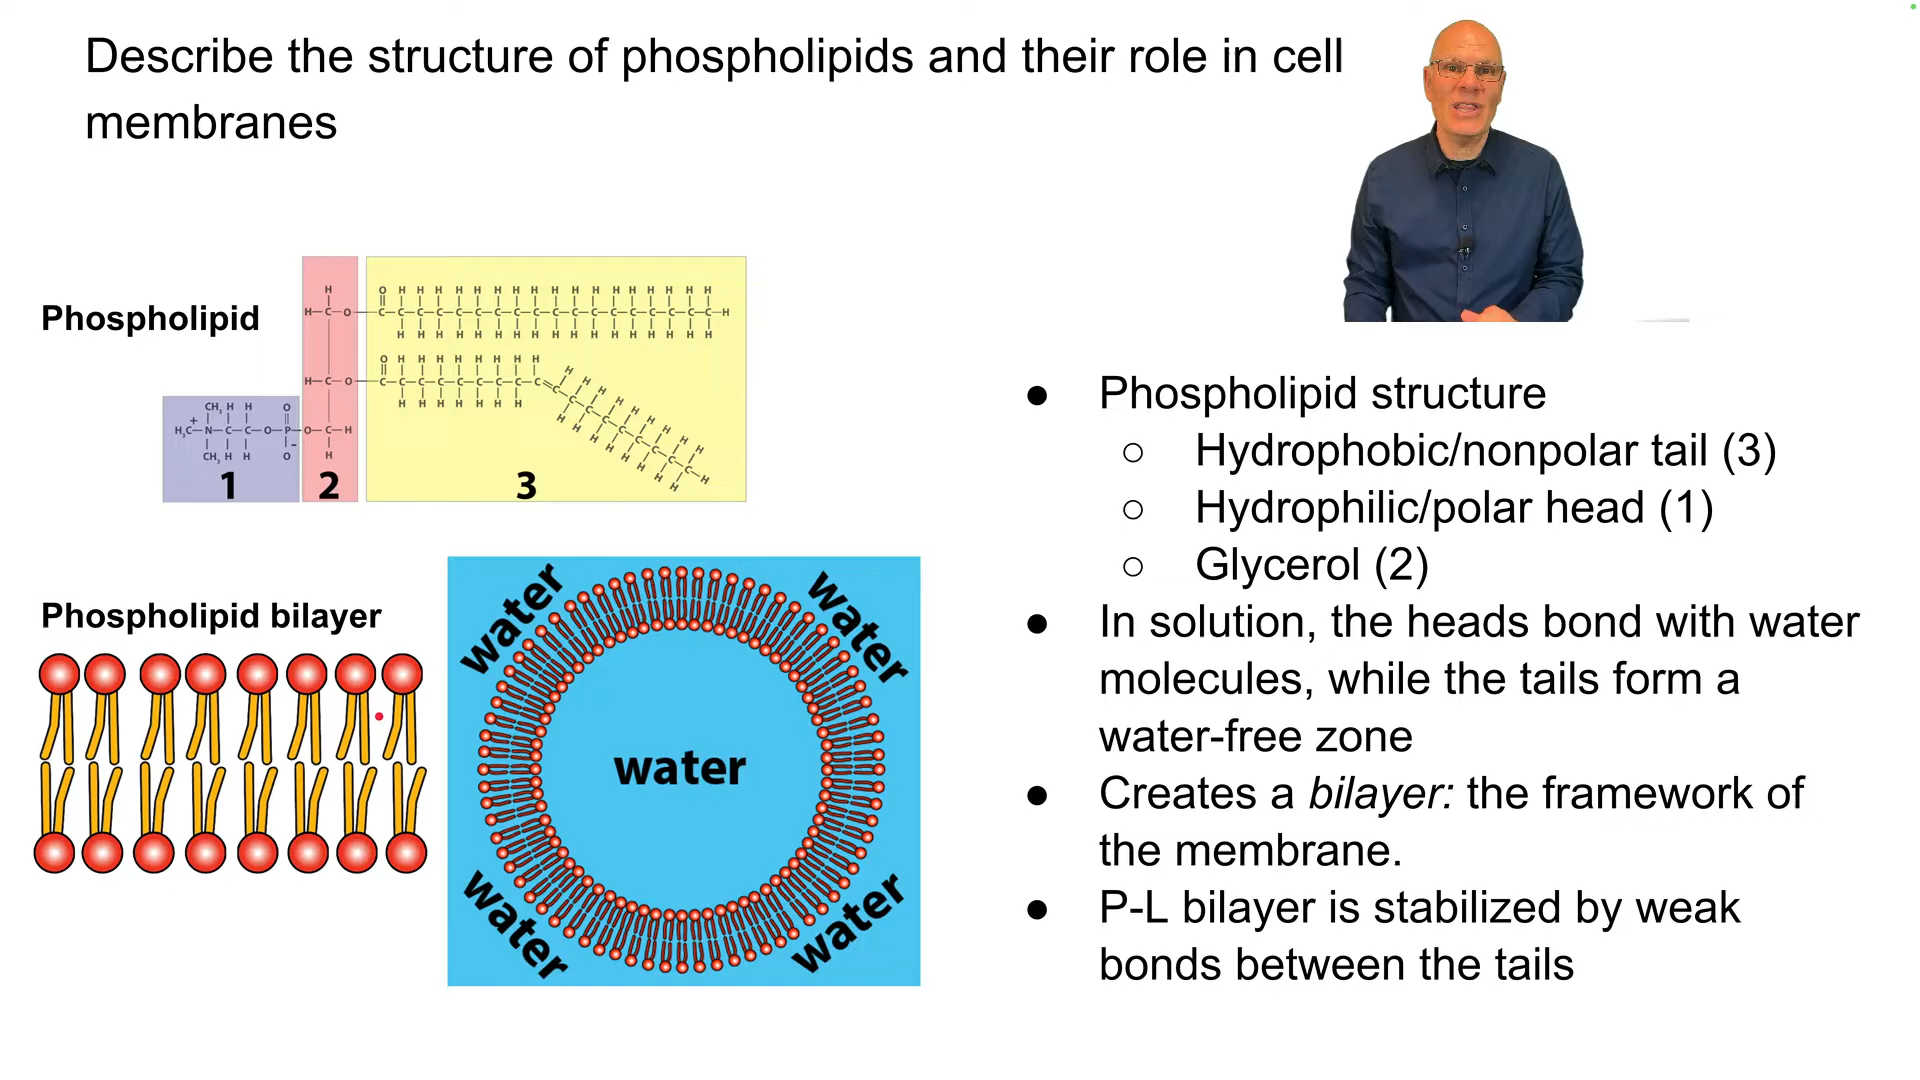 Describe the structure of phospholipids and their role in cell
membranes
Phospholipid
H H H H H H H H H H H H H H H H H H
H O
H-C-O-C-C-C-C-C-C-C-C-C-C-C-C-C-C-C-C-C-C-H
H-C-O
CH₃ H H O
H₃C-N-C-C-O-P-O-C-H
+
-
CH₃ H H O H
1
2
3
Phospholipid bilayer
water
water
water
water
water
● Phospholipid structure
○ Hydrophobic/nonpolar tail (3)
○ Hydrophilic/polar head (1)
○ Glycerol (2)
● In solution, the heads bond with water
molecules, while the tails form a
water-free zone
● Creates a bilayer: the framework of
the membrane.
● P-L bilayer is stabilized by weak
bonds between the tails